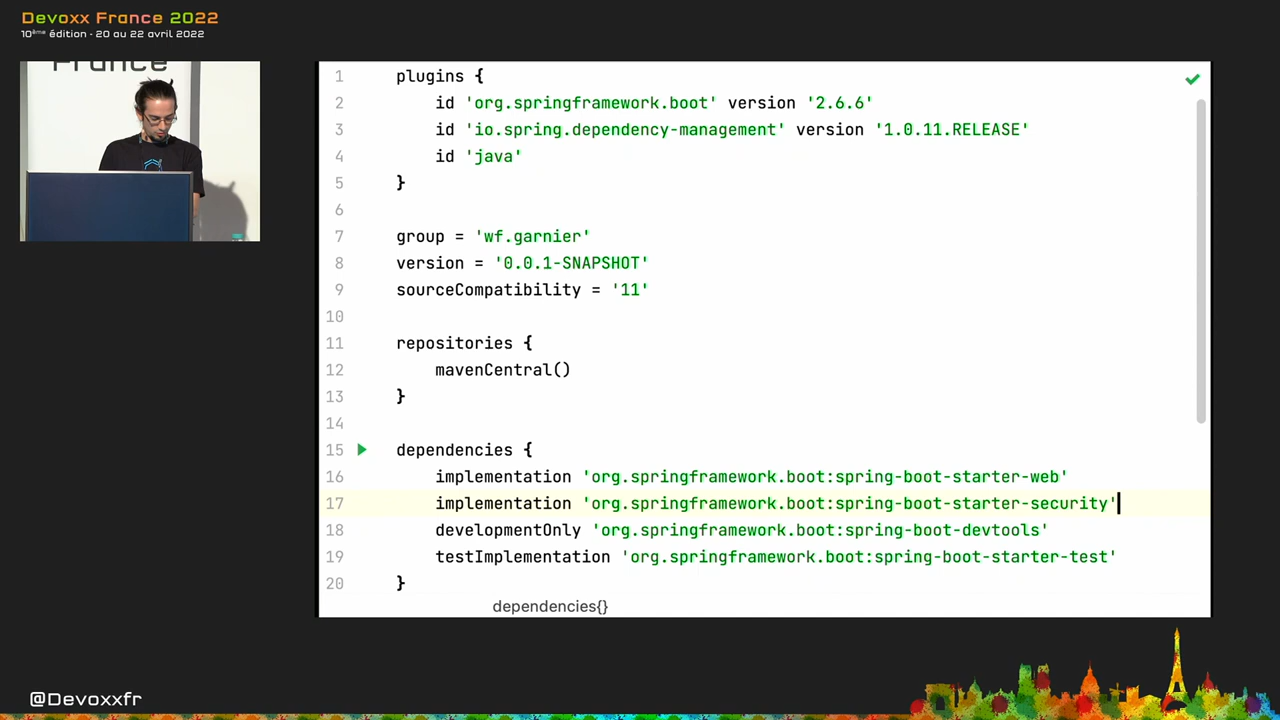 Devoxx France 2022
10ème édition - 20 au 22 avril 2022
France
1 plugins {
2 id 'org.springframework.boot' version '2.6.6'
3 id 'io.spring.dependency-management' version '1.0.11.RELEASE'
4 id 'java'
5 }
6
7 group = 'wf.garnier'
8 version = '0.0.1-SNAPSHOT'
9 sourceCompatibility = '11'
10
11 repositories {
12 mavenCentral()
13 }
14
15 dependencies {
16 implementation 'org.springframework.boot:spring-boot-starter-web'
17 implementation 'org.springframework.boot:spring-boot-starter-security'
18 developmentOnly 'org.springframework.boot:spring-boot-devtools'
19 testImplementation 'org.springframework.boot:spring-boot-starter-test'
20 }
dependencies{}
@Devoxxfr